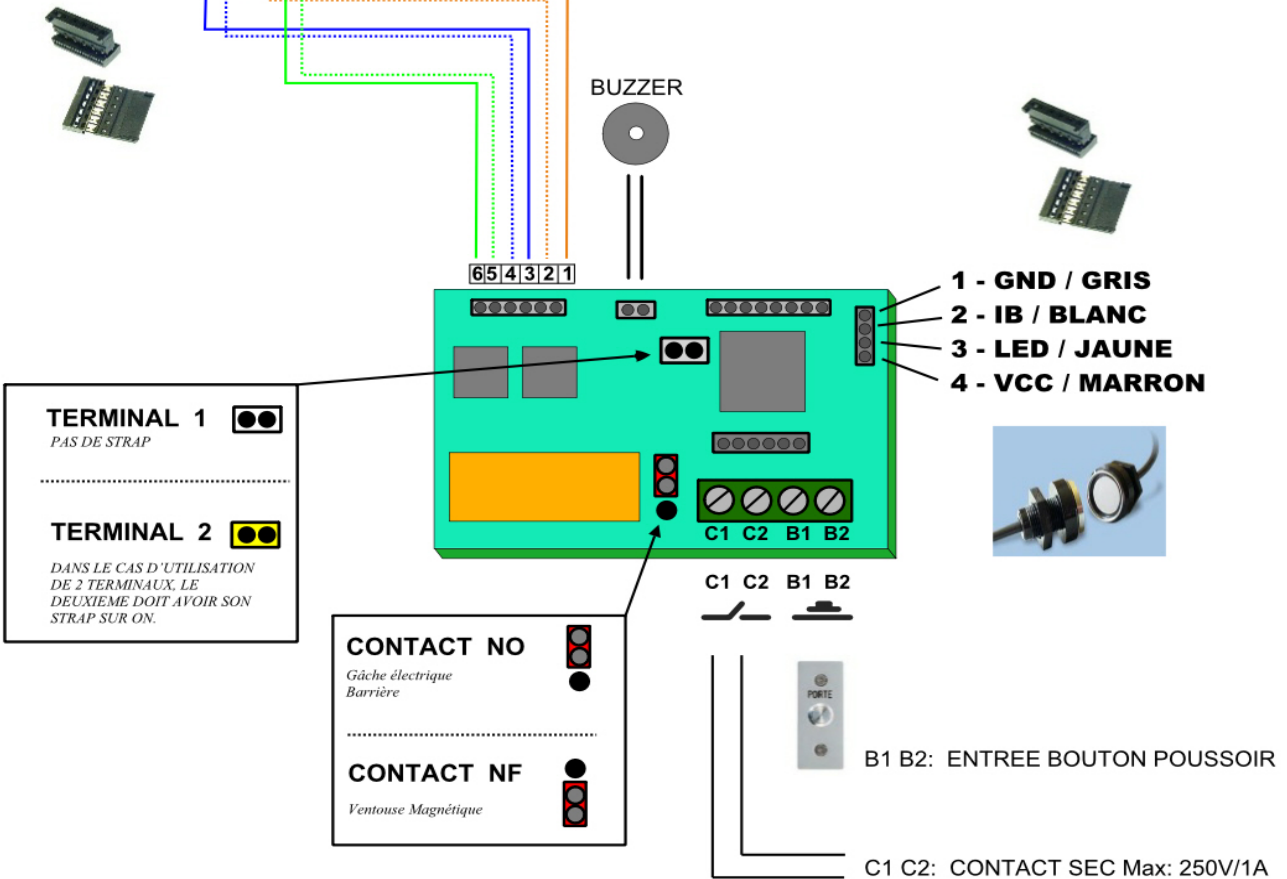 BUZZER
6 5 4 3 2 1
1 - GND / GRIS
2 - IB / BLANC
3 - LED / JAUNE
4 - VCC / MARRON
TERMINAL 1
PAS DE STRAP
TERMINAL 2
DANS LE CAS D'UTILISATION
DE 2 TERMINAUX, LE
DEUXIEME DOIT AVOIR SON
STRAP SUR ON.
C1 C2 B1 B2
C1 C2 B1 B2
CONTACT NO
Gâche électrique
Barrière
CONTACT NF
Ventouse Magnétique
PORTE
B1 B2: ENTREE BOUTON POUSSOIR
C1 C2: CONTACT SEC Max: 250V/1A